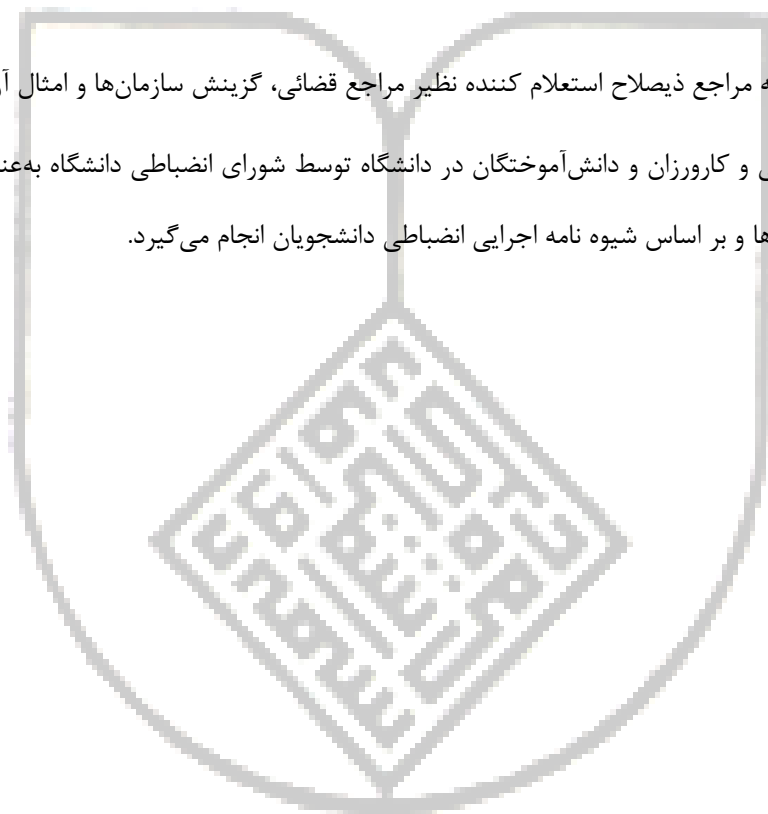 ه مراجع ذیصلاح استعلام کننده نظیر مراجع قضائی، گزینش سازمان‌ها و امثال آ
ی و کارورزان و دانش‌آموختگان در دانشگاه توسط شورای انضباطی دانشگاه به‌عن
ها و بر اساس شیوه نامه اجرایی انضباطی دانشجویان انجام می‌گیرد.